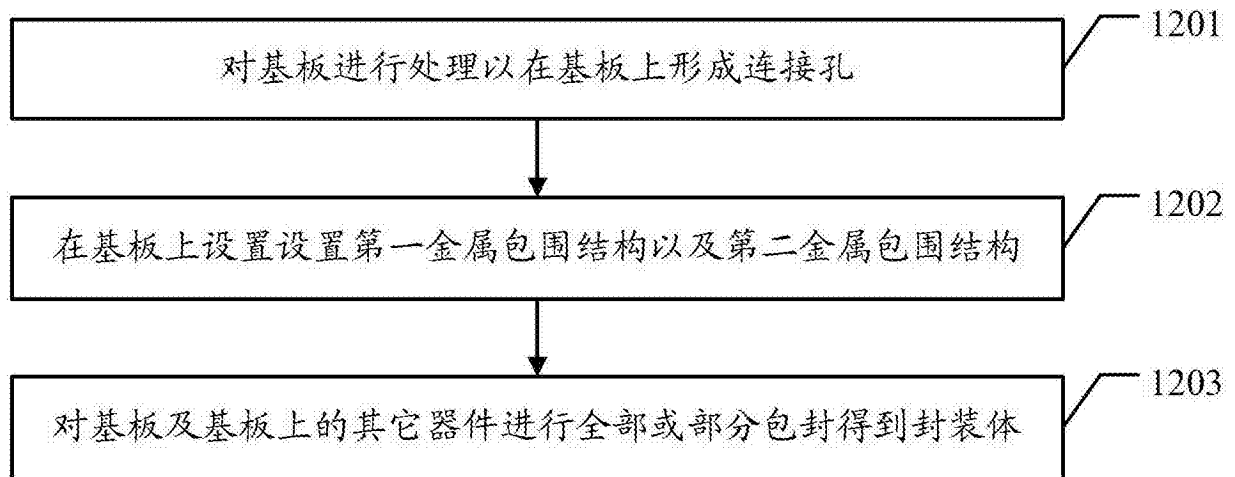 1201
对基板进行处理以在基板上形成连接孔
1202
在基板上设置设置第一金属包围结构以及第二金属包围结构
1203
对基板及基板上的其它器件进行全部或部分包封得到封装体